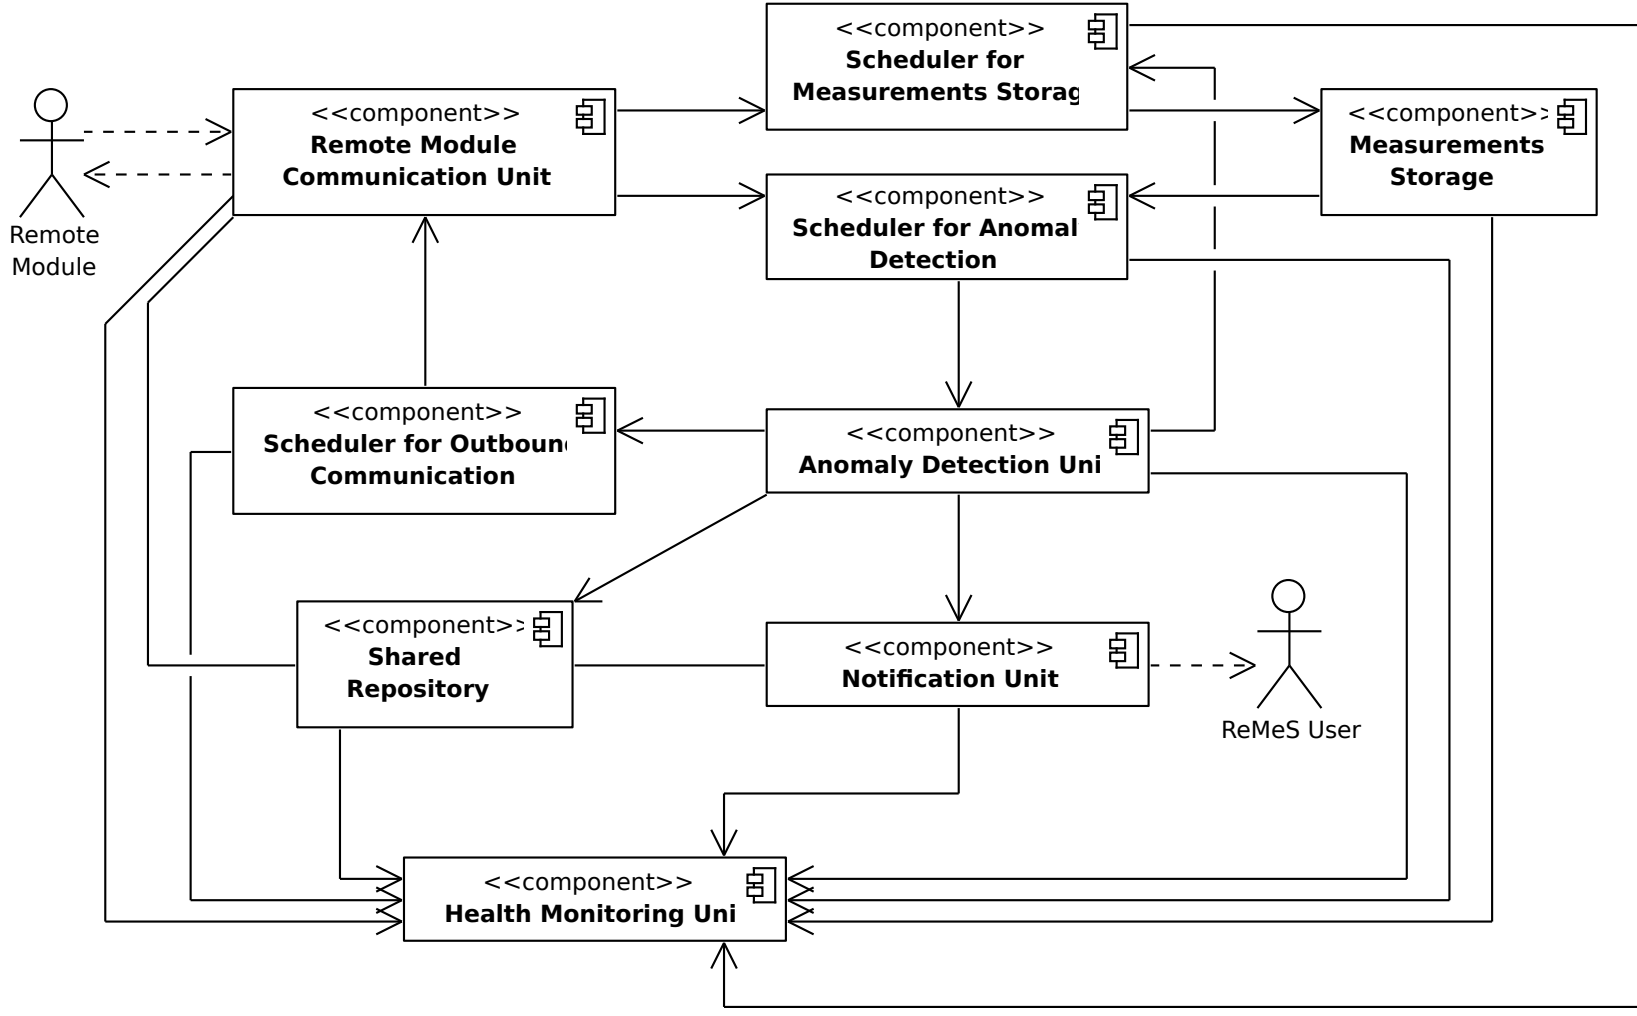 <<component>>
Scheduler for
Measurements Storag
<<component>>
Remote Module
Communication Unit
<<component>>
Measurements
Storage
<<component>>
Scheduler for Anomal
Detection
Remote
Module
<<component>>
Scheduler for Outboun
Communication
<<component>>
Anomaly Detection Uni
<<component>>
Shared
Repository
<<component>>
Notification Unit
ReMeS User
<<component>>
Health Monitoring Uni